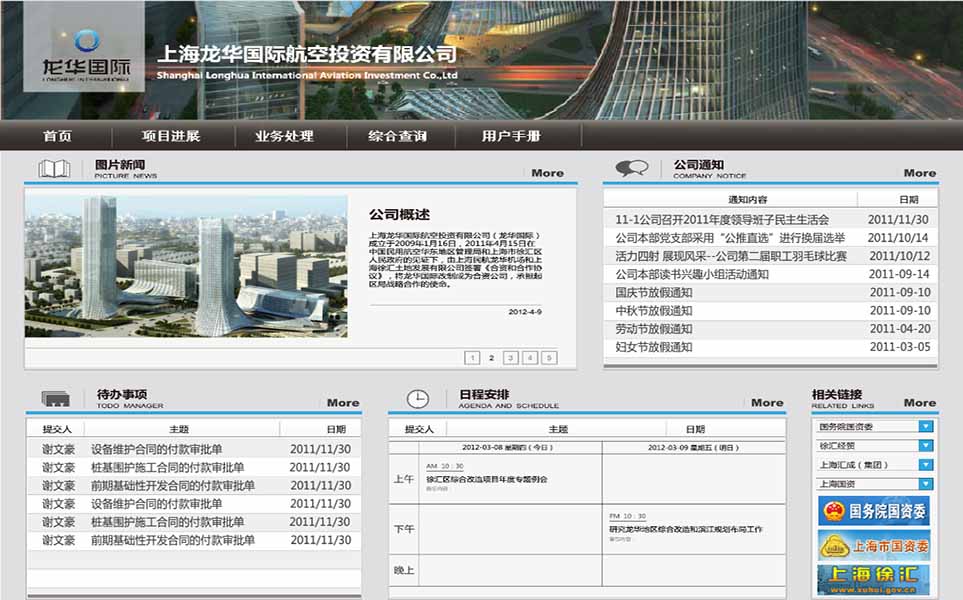 龙华国际
LONGHUA INTERNATIONAL
上海龙华国际航空投资有限公司
Shanghai Longhua International Aviation Investment Co.,Ltd
首页 项目进展 业务处理 综合查询 用户手册
图片新闻
PICTURE NEWS
More
公司概述
上海龙华国际航空投资有限公司（龙华国际）
成立于2009年1月16日，2011年4月15日在
中国民用航空华东地区管理局和上海市徐汇区
人民政府的见证下，由上海民航龙华机场和上
海徐汇土地发展有限公司签署《合资和合作协
议》，将龙华国际改制成为合资公司，承担起
区局战略合作的使命。
2012-4-9
1 2 3 4 5
公司通知
COMPANY NOTICE
More
通知内容 日期
11-1公司召开2011年度领导班子民主生活会 2011/11/30
公司本部党支部采用“公推直选”进行换届选举 2011/10/14
活力四射 展现风采--公司第二届职工羽毛球比赛 2011/10/12
公司本部读书兴趣小组活动通知 2011-09-14
国庆节放假通知 2011-09-10
中秋节放假通知 2011-09-10
劳动节放假通知 2011-04-20
妇女节放假通知 2011-03-05
待办事项
TODO MANAGER
More
提交人 主题 日期
谢文豪 设备维护合同的付款审批单 2011/11/30
谢文豪 桩基围护施工合同的付款审批单 2011/11/30
谢文豪 前期基础性开发合同的付款审批单 2011/11/30
谢文豪 设备维护合同的付款审批单 2011/11/30
谢文豪 桩基围护施工合同的付款审批单 2011/11/30
谢文豪 前期基础性开发合同的付款审批单 2011/11/30
日程安排
AGENDA AND SCHEDULE
More
提交人 主题 日期
2012-03-08 星期四（今日） 2012-03-09 星期五（明日）
上午
AM 10：30
徐汇区综合改造项目年度专题例会
下午
PM 10：30
研究龙华地区综合改造和滨江规划布局工作
晚上
相关链接
RELATED LINKS
More
国务院国资委
徐汇经贸
上海汇成（集团）
上海国资
国务院国资委
上海市国资委
上海徐汇
www.xuhui.gov.cn